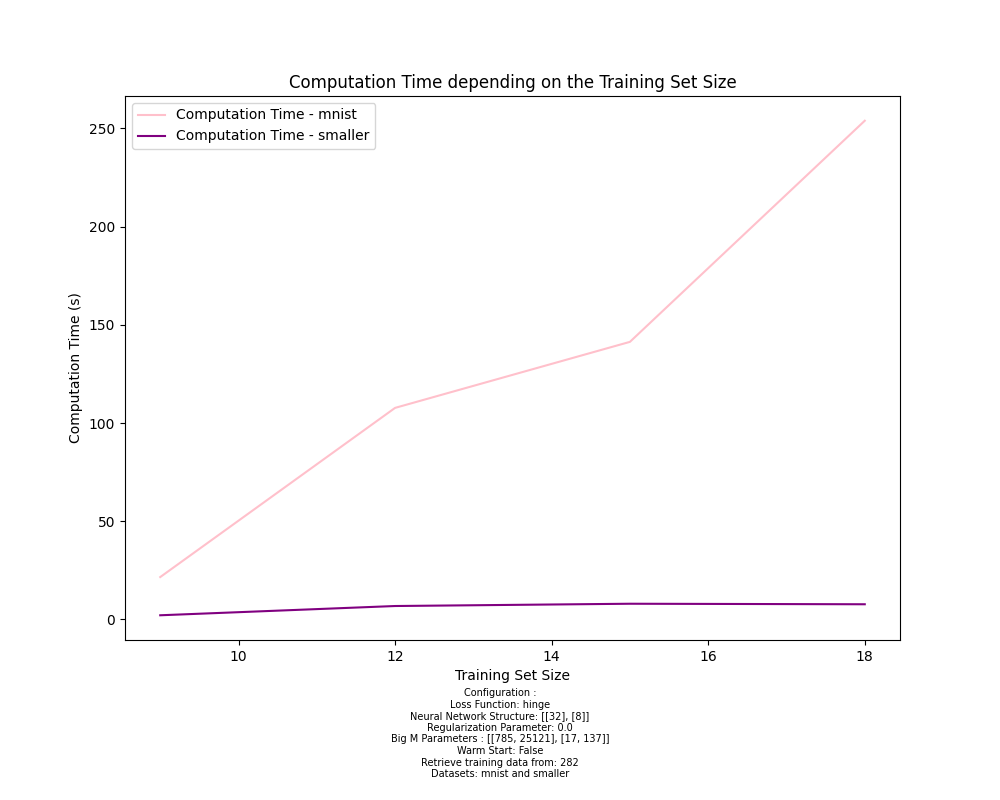 Computation Time depending on the Training Set Size
Computation Time - mnist
Computation Time - smaller
250
200
150
100
50
0
Computation Time (s)
10 12 14 16 18
Training Set Size
Configuration :
Loss Function: hinge
Neural Network Structure: [[32], [8]]
Regularization Parameter: 0.0
Big M Parameters : [[785, 25121], [17, 137]]
Warm Start: False
Retrieve training data from: 282
Datasets: mnist and smaller